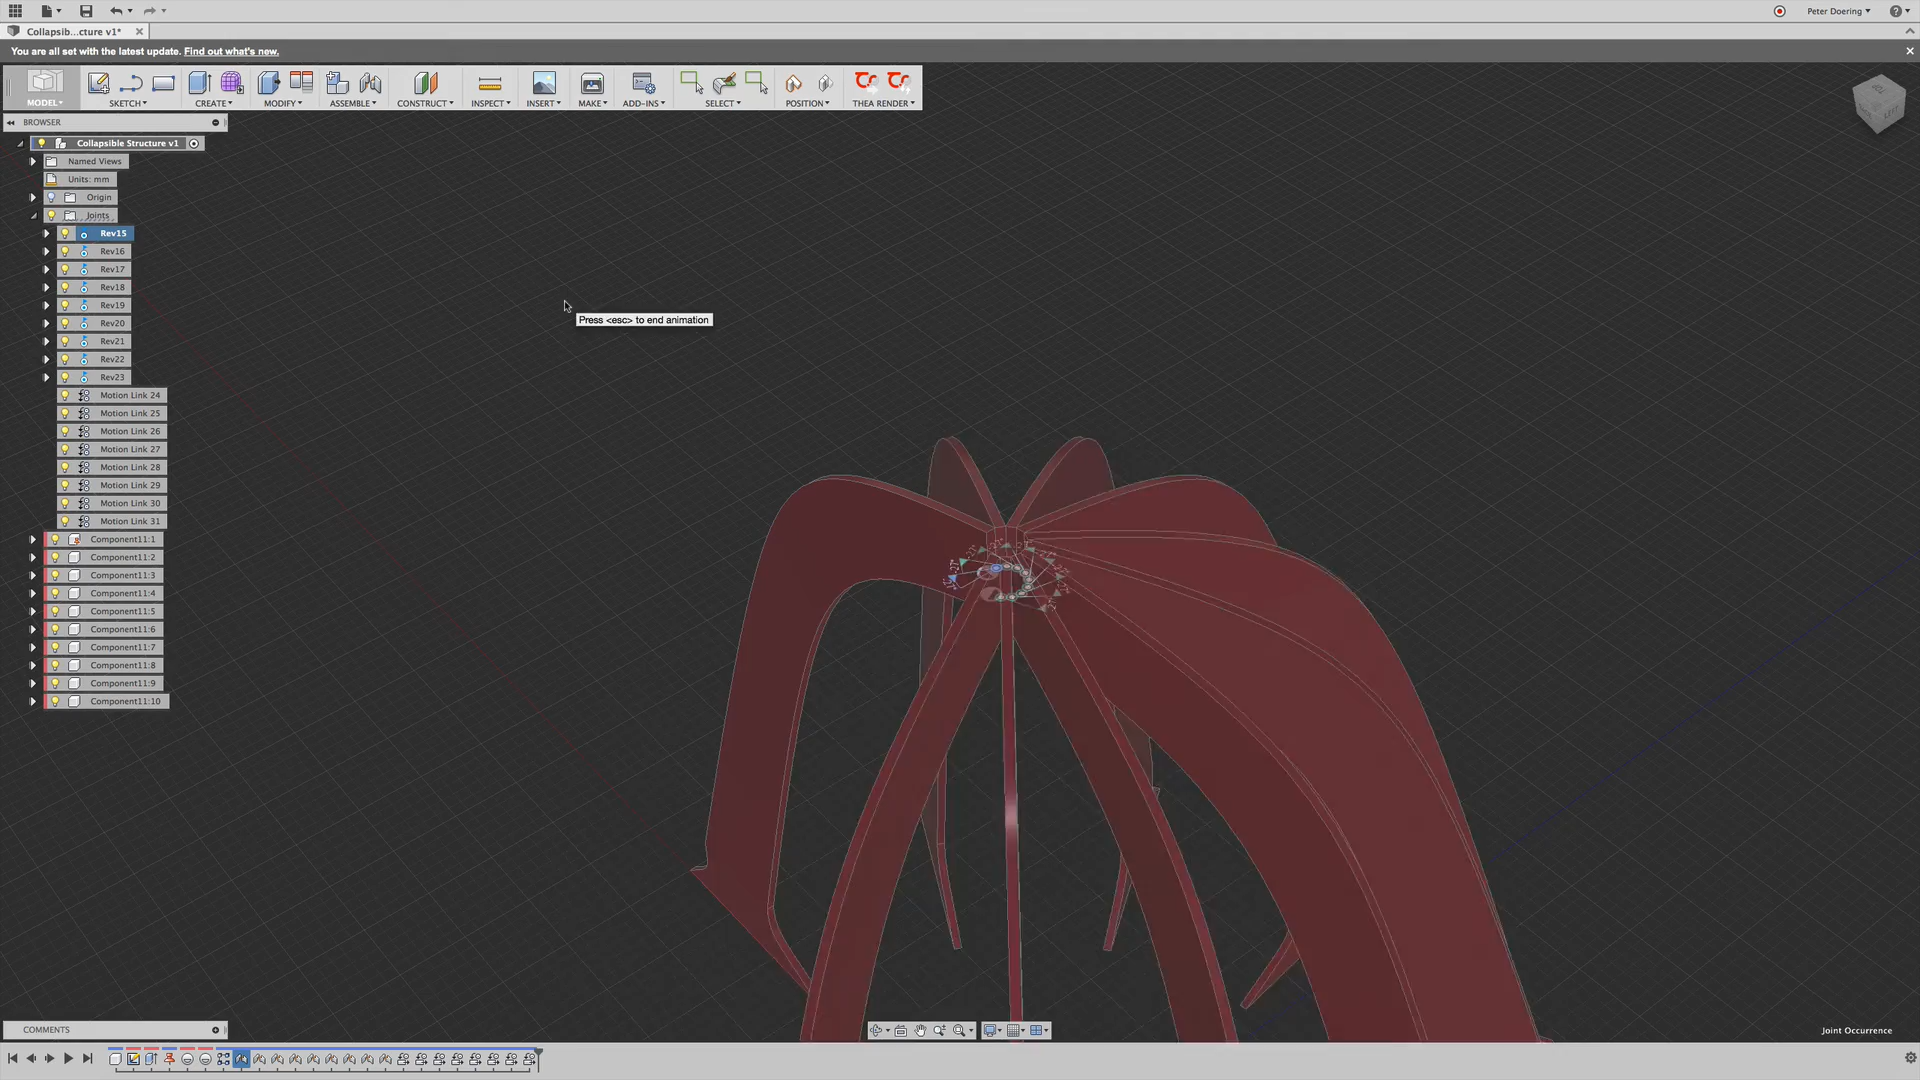 Peter Doering
Collapsib...cture v1*
You are all set with the latest update. Find out what's new.
MODEL
SKETCH
CREATE
MODIFY
ASSEMBLE
CONSTRUCT
INSPECT
INSERT
MAKE
ADD-INS
SELECT
POSITION
THEA RENDER
BROWSER
Collapsible Structure v1
Named Views
Units: mm
Origin
Joints
Rev15
Rev16
Rev17
Rev18
Rev19
Rev20
Rev21
Rev22
Rev23
Motion Link 24
Motion Link 25
Motion Link 26
Motion Link 27
Motion Link 28
Motion Link 29
Motion Link 30
Motion Link 31
Component11:1
Component11:2
Component11:3
Component11:4
Component11:5
Component11:6
Component11:7
Component11:8
Component11:9
Component11:10
Press <esc> to end animation
COMMENTS
Joint Occurrence